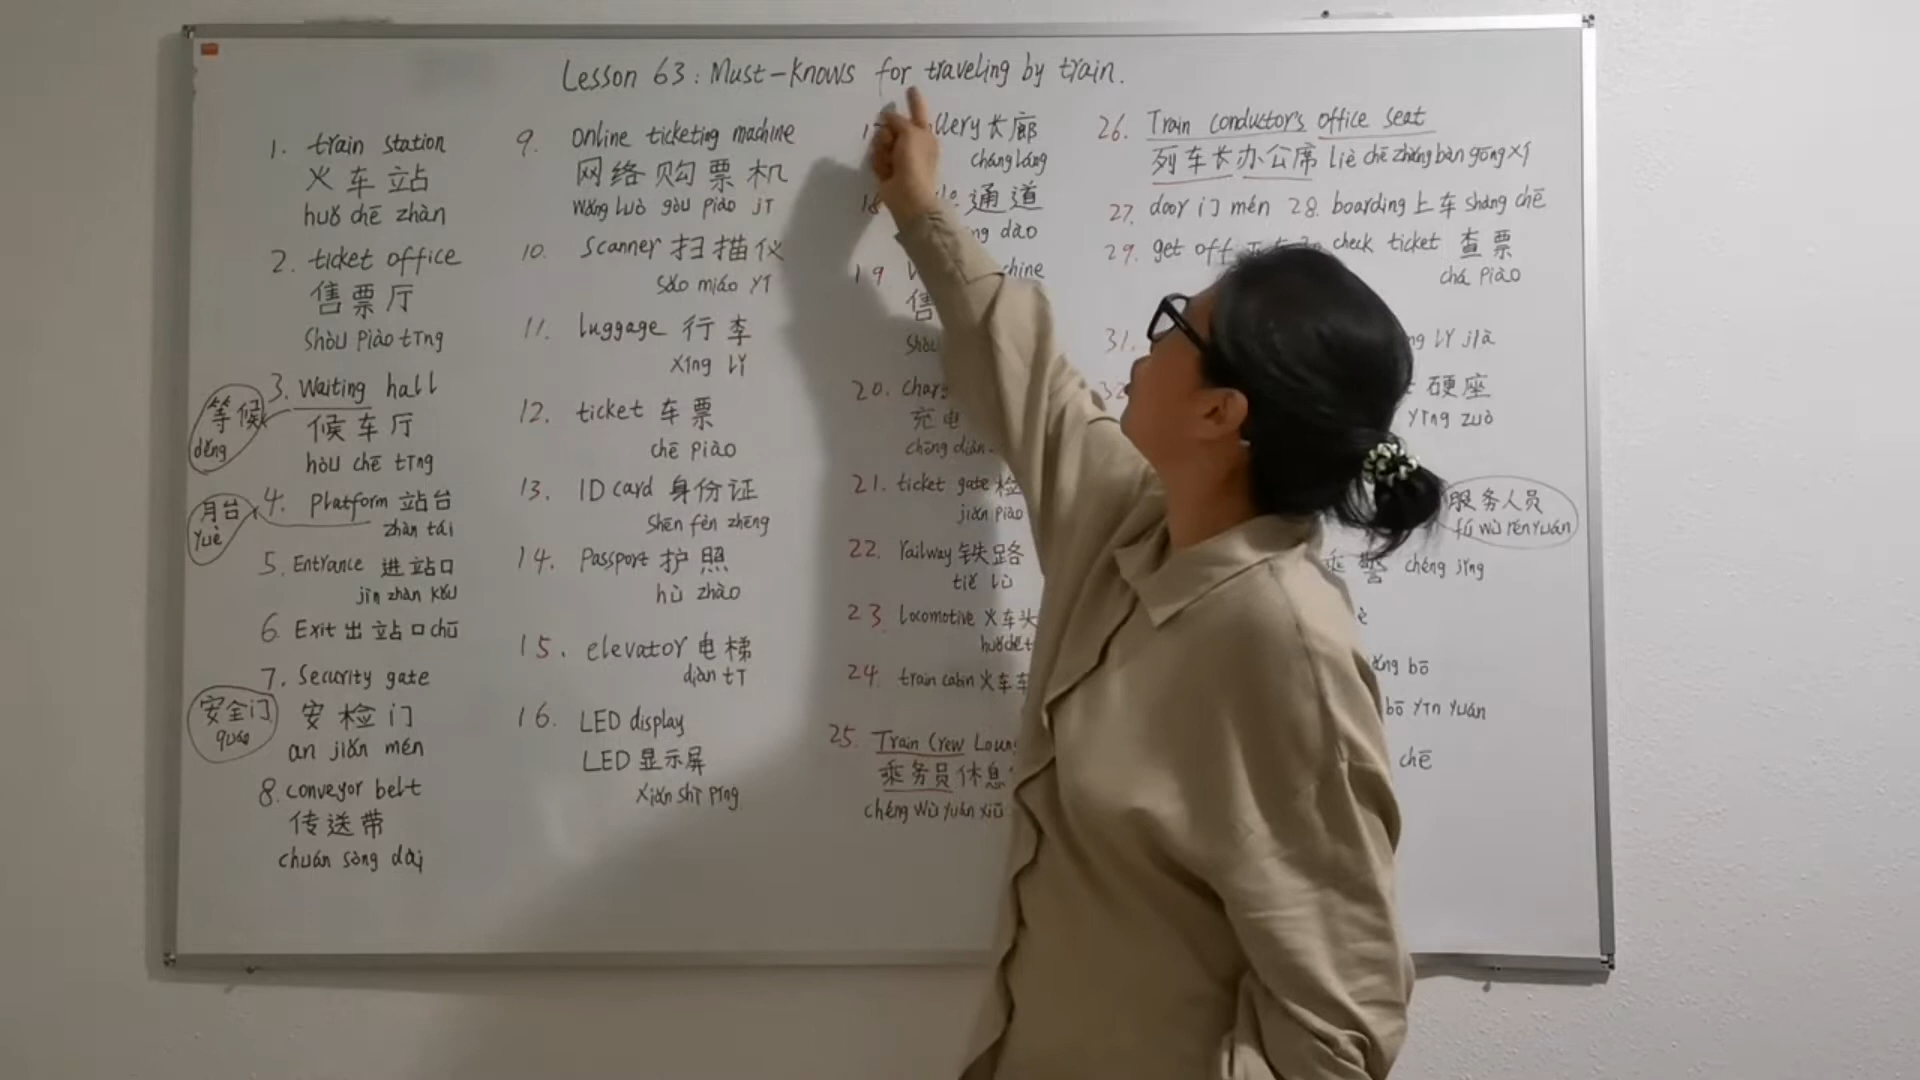 Lesson 63: Must-Knows for traveling by train.
1. train station
火车站
huǒ chē zhàn
2. ticket office
售票厅
shòu piào tīng
3. Waiting hall
等候
děng
候车厅
hòu chē tīng
4. Platform 站台
月台
yuè
zhàn tái
5. Entrance 进站口
jìn zhàn kǒu
6. Exit 出站口 chū
7. Security gate
安全门
quán
安检门
an jiǎn mén
8. conveyor belt
传送带
chuán sòng dài
9. Online ticketing machine
网络购票机
wǎng luò gòu piào jī
10. Scanner 扫描仪
sǎo miáo yí
11. luggage 行李
xíng lǐ
12. ticket 车票
chē piào
13. ID card 身份证
shēn fèn zhèng
14. Passport 护照
hù zhào
15. elevator 电梯
diàn tī
16. LED display
LED 显示屏
xiǎn shì píng
长廊
cháng láng
18 通道
dào
19
售
20.
充电
chōng diàn
21. ticket gate 检
jiǎn piào
22. railway 铁路
tiě lù
23. locomotive 火车头
24. train cabin 火车车
25. Train Crew
乘务员休息
chéng wù yuán xiū
26. Train conductor's office seat
列车长办公席 liè chē zhǎng bàn gōng xí
27. door 门 mén 28. boarding 上车 shàng chē
29. get off check ticket 查票
chá piào
31. lǐ jià
32 硬座
yìng zuò
服务人员
fú wù rén yuán
乘警 chéng jǐng
bō
bō yīn yuán
chē